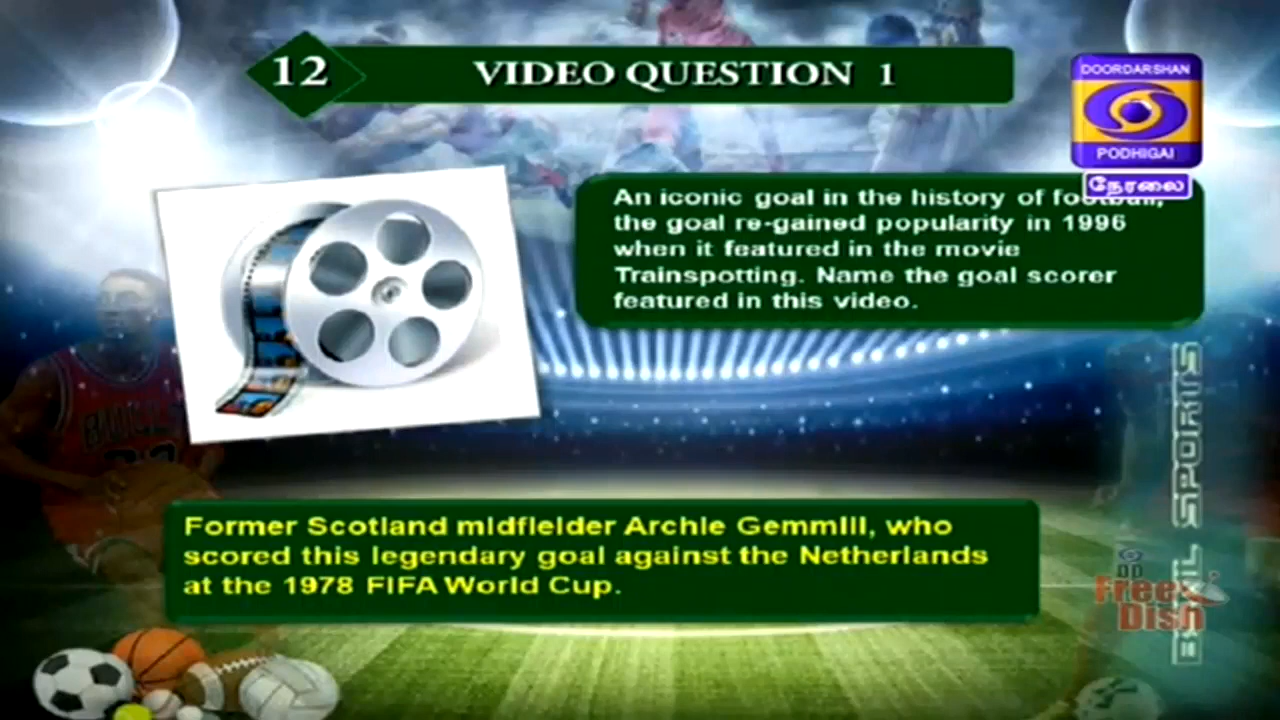 12 VIDEO QUESTION 1
DOORDARSHAN
PODHIGAI
நேரலை
An iconic goal in the history of football,
the goal re-gained popularity in 1996
when it featured in the movie
Trainspotting. Name the goal scorer
featured in this video.
BULLS
23
Former Scotland midfielder Archie Gemmill, who
scored this legendary goal against the Netherlands
at the 1978 FIFA World Cup.
SPORTS
DD
Free
Dish